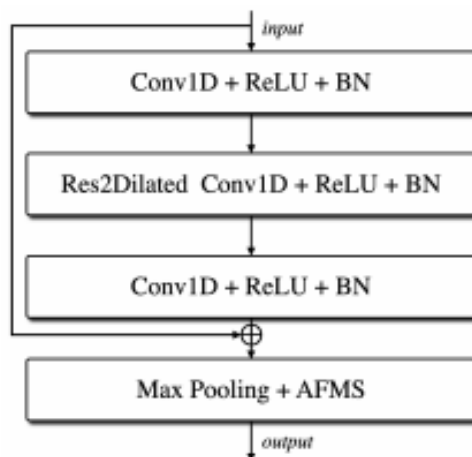 input
Conv1D + ReLU + BN
Res2Dilated Conv1D + ReLU + BN
Conv1D + ReLU + BN
Max Pooling + AFMS
output